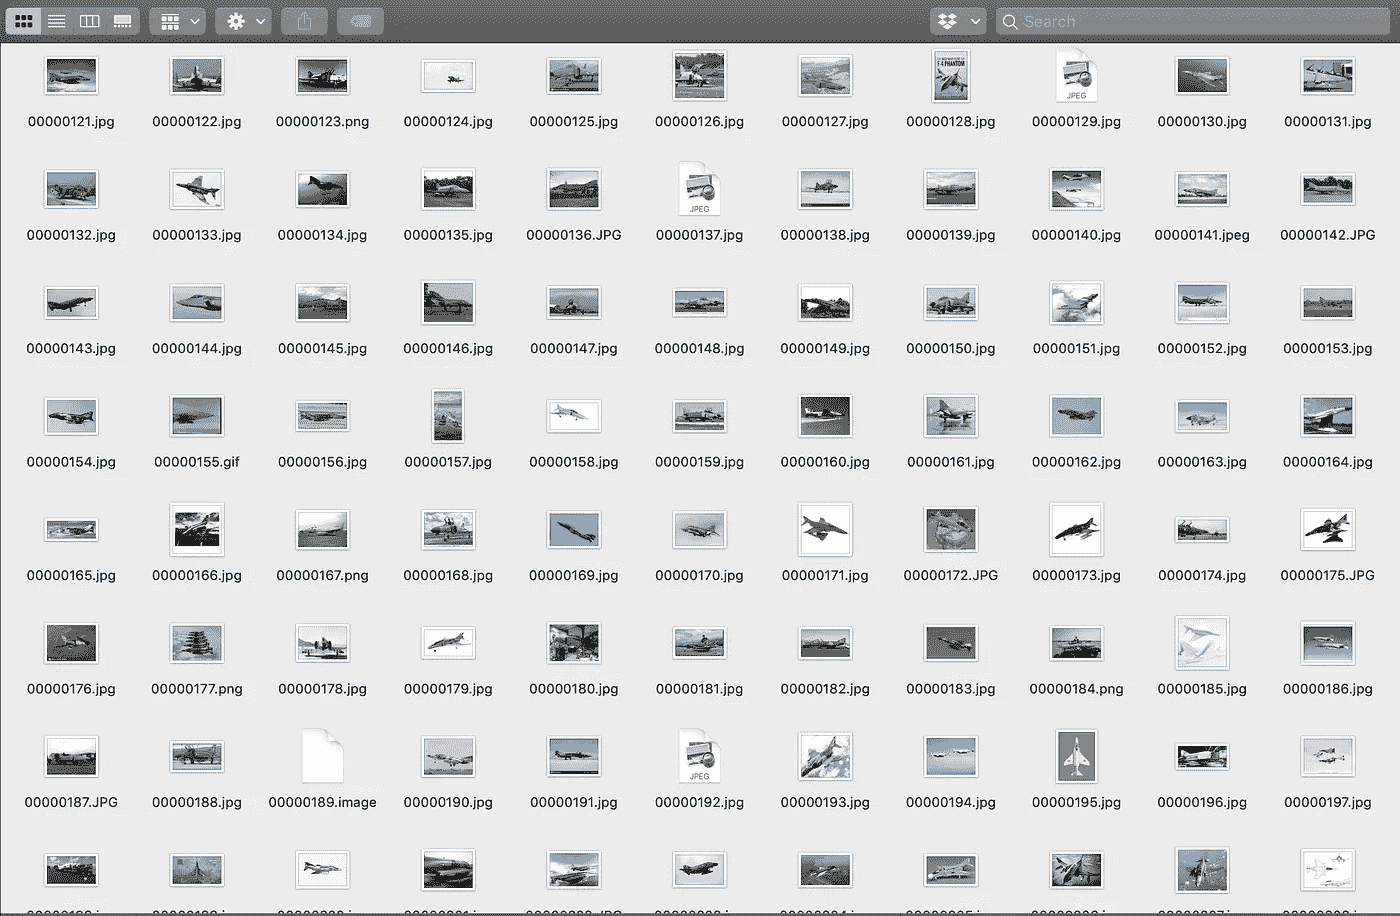 Search
00000121.jpg 00000122.jpg 00000123.png 00000124.jpg 00000125.jpg 00000126.jpg 00000127.jpg 00000128.jpg 00000129.jpg 00000130.jpg 00000131.jpg
F-4 PHANTOM
JPEG
00000132.jpg 00000133.jpg 00000134.jpg 00000135.jpg 00000136.JPG 00000137.jpg 00000138.jpg 00000139.jpg 00000140.jpg 00000141.jpeg 00000142.JPG
JPEG
00000143.jpg 00000144.jpg 00000145.jpg 00000146.jpg 00000147.jpg 00000148.jpg 00000149.jpg 00000150.jpg 00000151.jpg 00000152.jpg 00000153.jpg
00000154.jpg 00000155.gif 00000156.jpg 00000157.jpg 00000158.jpg 00000159.jpg 00000160.jpg 00000161.jpg 00000162.jpg 00000163.jpg 00000164.jpg
00000165.jpg 00000166.jpg 00000167.png 00000168.jpg 00000169.jpg 00000170.jpg 00000171.jpg 00000172.JPG 00000173.jpg 00000174.jpg 00000175.JPG
00000176.jpg 00000177.png 00000178.jpg 00000179.jpg 00000180.jpg 00000181.jpg 00000182.jpg 00000183.jpg 00000184.png 00000185.jpg 00000186.jpg
JPEG
00000187.JPG 00000188.jpg 00000189.image 00000190.jpg 00000191.jpg 00000192.jpg 00000193.jpg 00000194.jpg 00000195.jpg 00000196.jpg 00000197.jpg